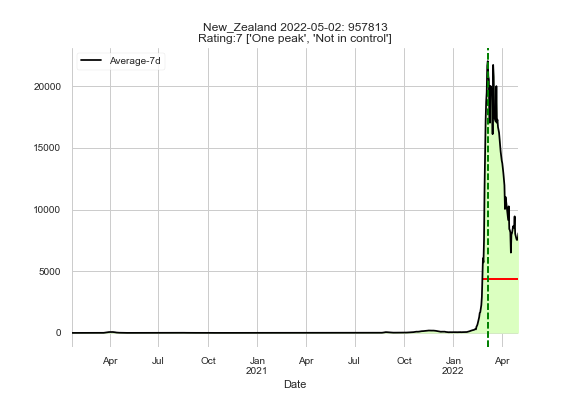 New_Zealand 2022-05-02: 957813
Rating:7 ['One peak', 'Not in control']
Average-7d
20000
15000
10000
5000
0
Apr Jul Oct Jan Apr Jul Oct Jan Apr
2021 2022
Date